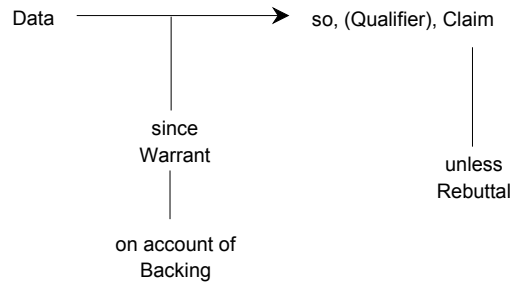 Data
so, (Qualifier), Claim
since
Warrant
unless
Rebuttal
on account of
Backing